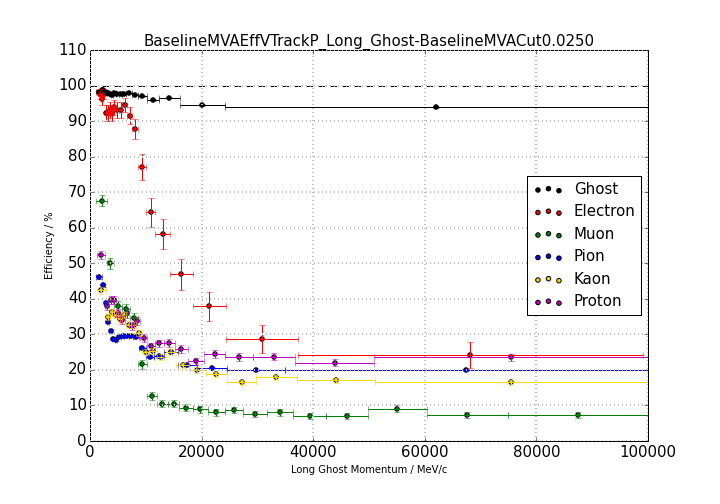 BaselineMVAEffVTrackP_Long_Ghost-BaselineMVACut0.0250
110
100
90
80
70
60
50
40
30
20
10
0
Efficiency / %
Ghost
Electron
Muon
Pion
Kaon
Proton
0 20000 40000 60000 80000 100000
Long Ghost Momentum / MeV/c